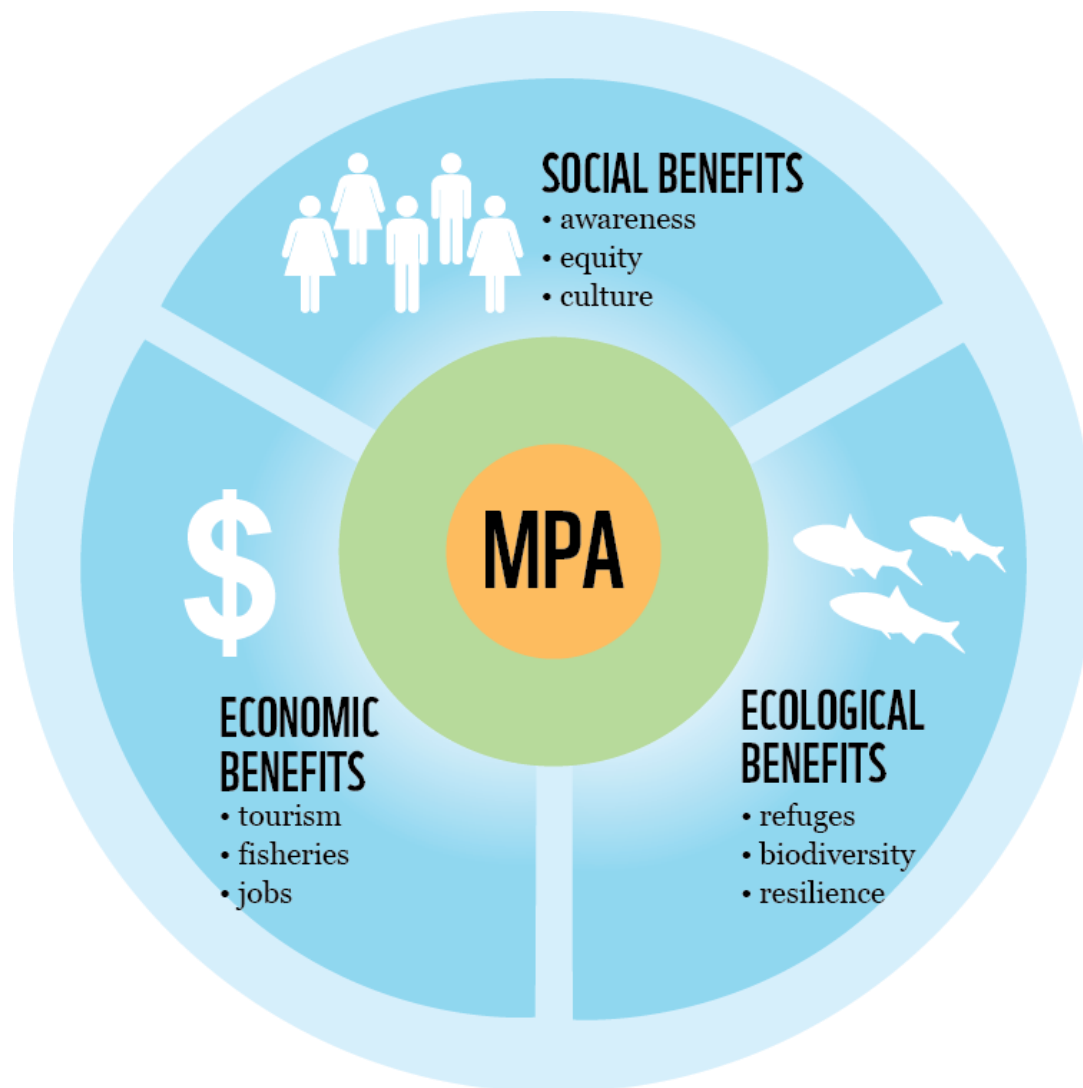 SOCIAL BENEFITS
• awareness
• equity
• culture
MPA
$
ECONOMIC
BENEFITS
• tourism
• fisheries
• jobs
ECOLOGICAL
BENEFITS
• refuges
• biodiversity
• resilience